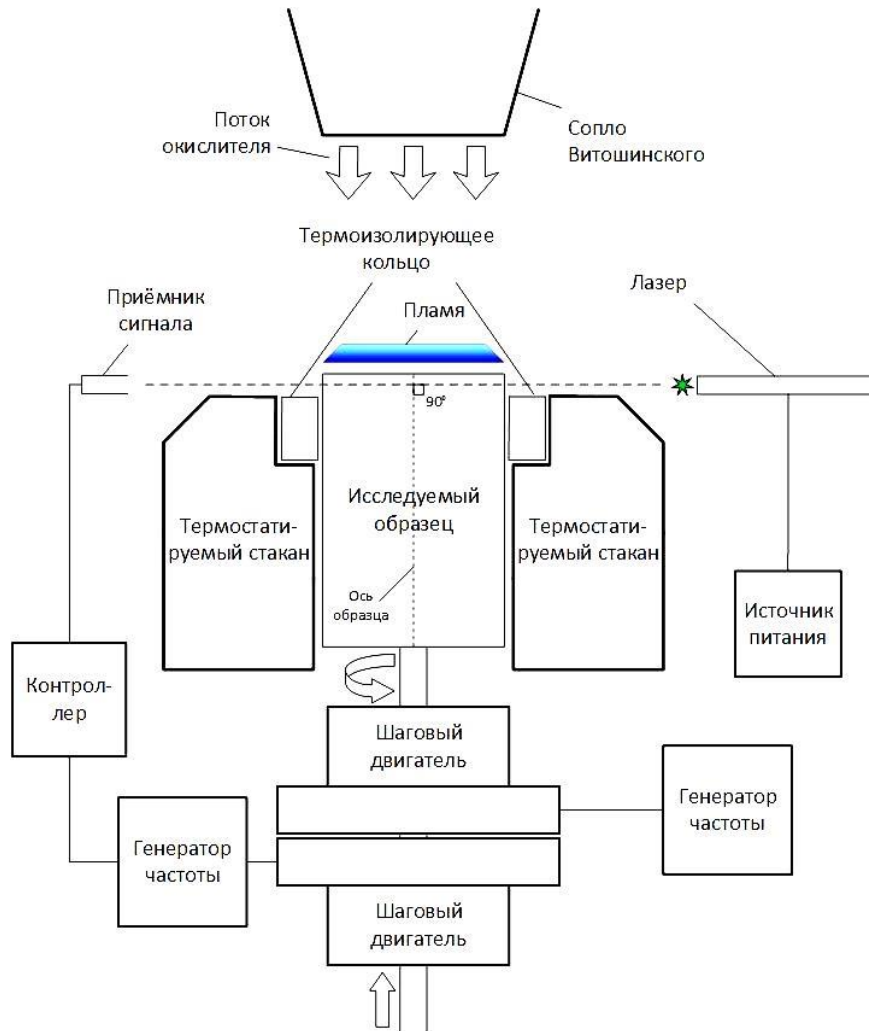 Поток
окислителя
Сопло
Витошинского
Термоизолирующее
кольцо
Приёмник
сигнала
Пламя
Лазер
90°
Исследуемый
образец
Термостати-
руемый стакан
Термостати-
руемый стакан
Ось
образца
Источник
питания
Контрол-
лер
Шаговый
двигатель
Генератор
частоты
Генератор
частоты
Шаговый
двигатель